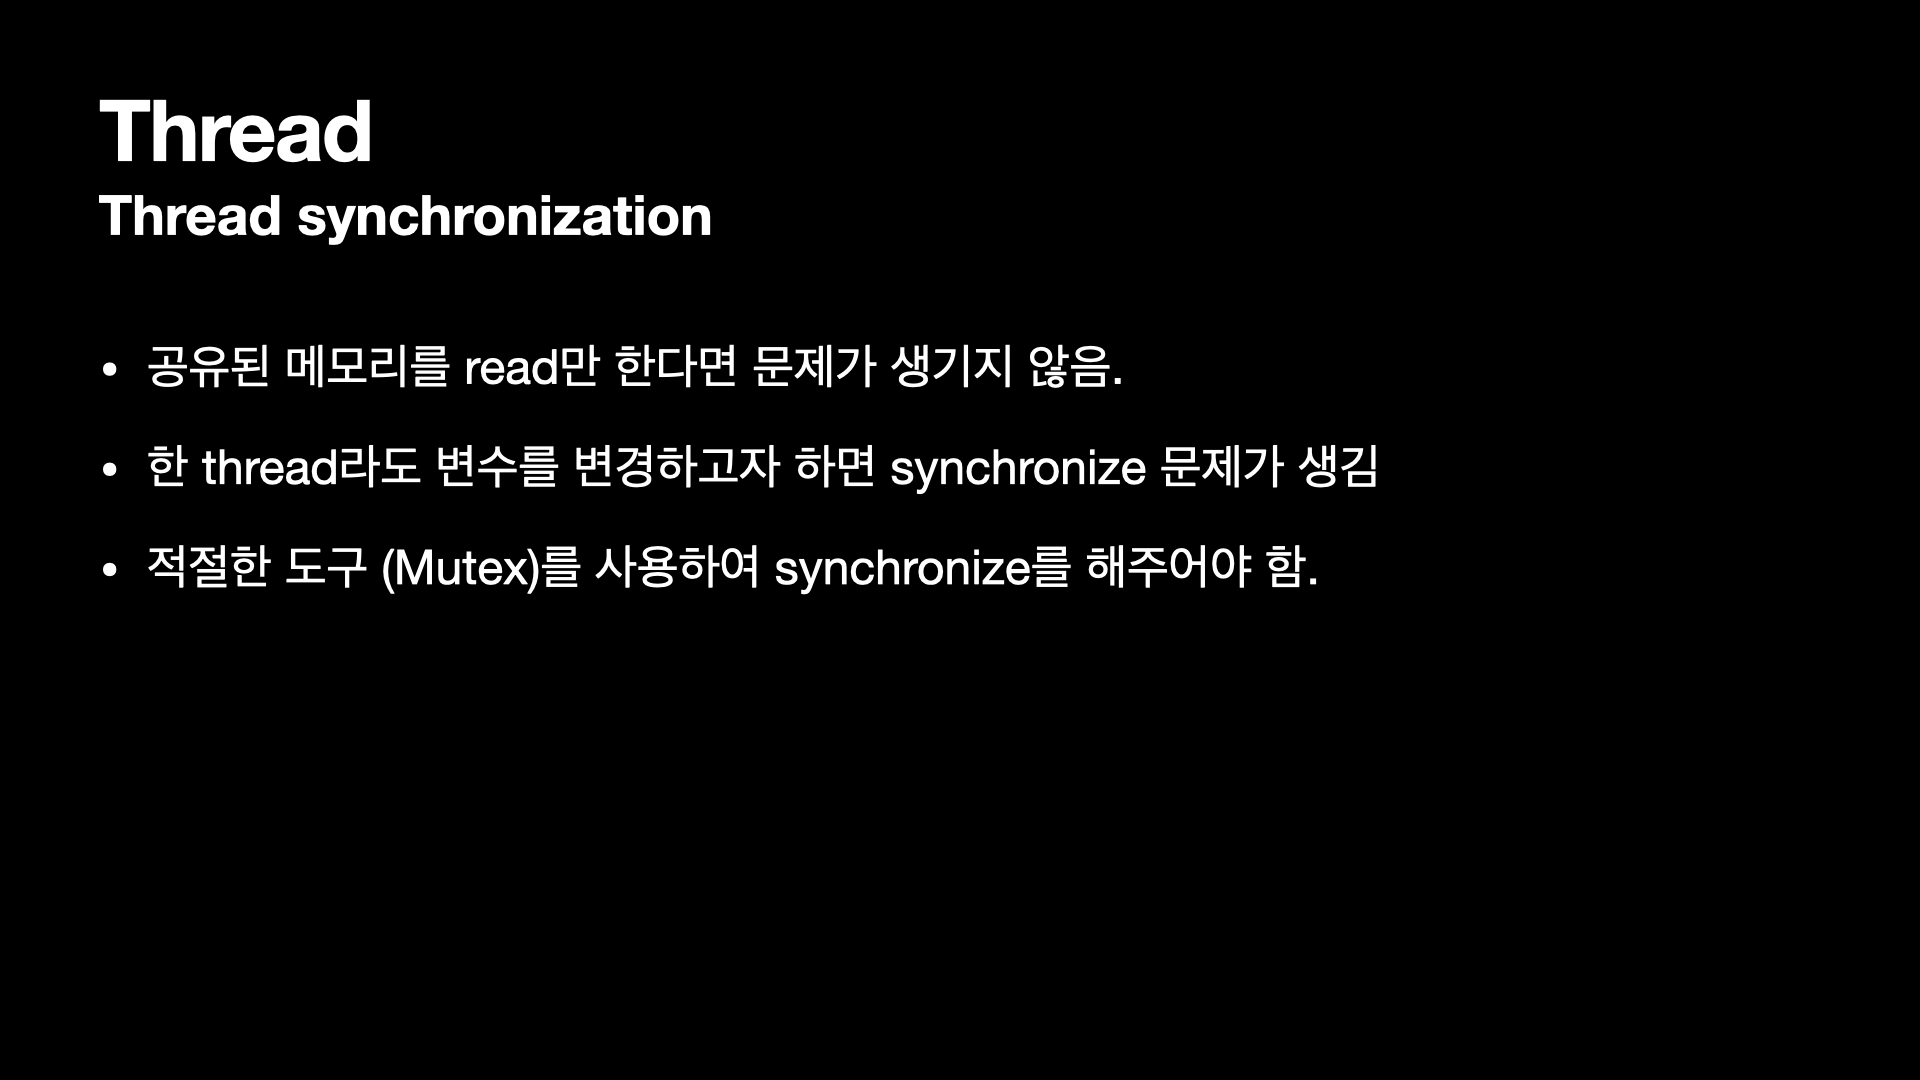 Thread
Thread synchronization
• 공유된 메모리를 read만 한다면 문제가 생기지 않음.
• 한 thread라도 변수를 변경하고자 하면 synchronize 문제가 생김
• 적절한 도구 (Mutex)를 사용하여 synchronize를 해주어야 함.